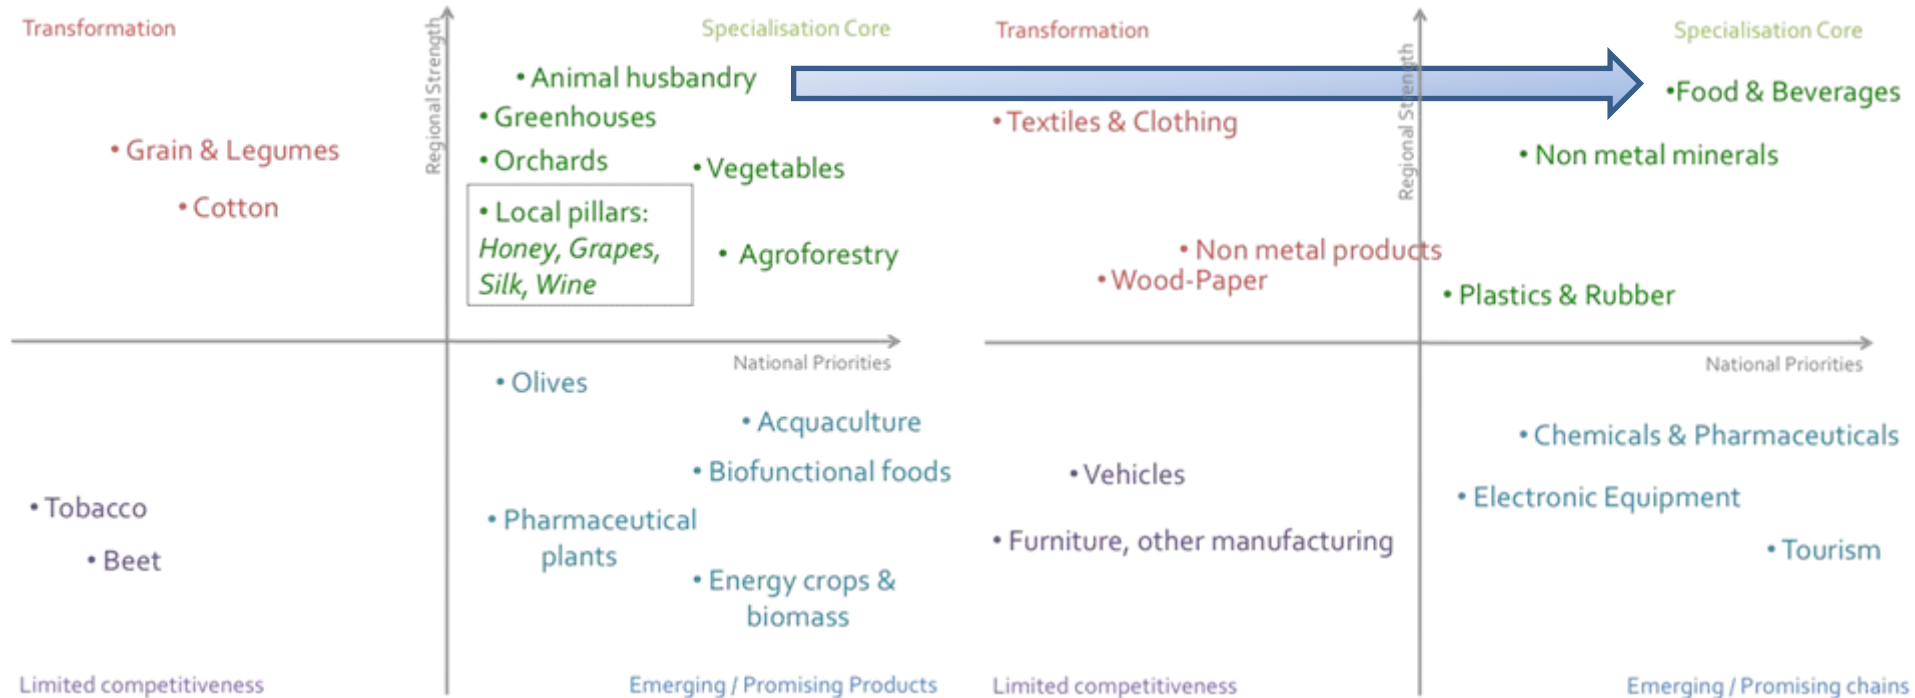 Transformation
Specialisation Core
Regional Strength
• Animal husbandry
• Greenhouses
• Grain & Legumes
• Orchards
• Vegetables
• Cotton
• Local pillars:
Honey, Grapes,
Silk, Wine
• Agroforestry
National Priorities
• Olives
• Acquaculture
• Biofunctional foods
• Tobacco
• Pharmaceutical
plants
• Beet
• Energy crops &
biomass
Limited competitiveness
Emerging / Promising Products
Transformation
Specialisation Core
Regional Strength
• Food & Beverages
• Textiles & Clothing
• Non metal minerals
• Non metal products
• Wood-Paper
• Plastics & Rubber
National Priorities
• Chemicals & Pharmaceuticals
• Vehicles
• Electronic Equipment
• Furniture, other manufacturing
• Tourism
Limited competitiveness
Emerging / Promising chains